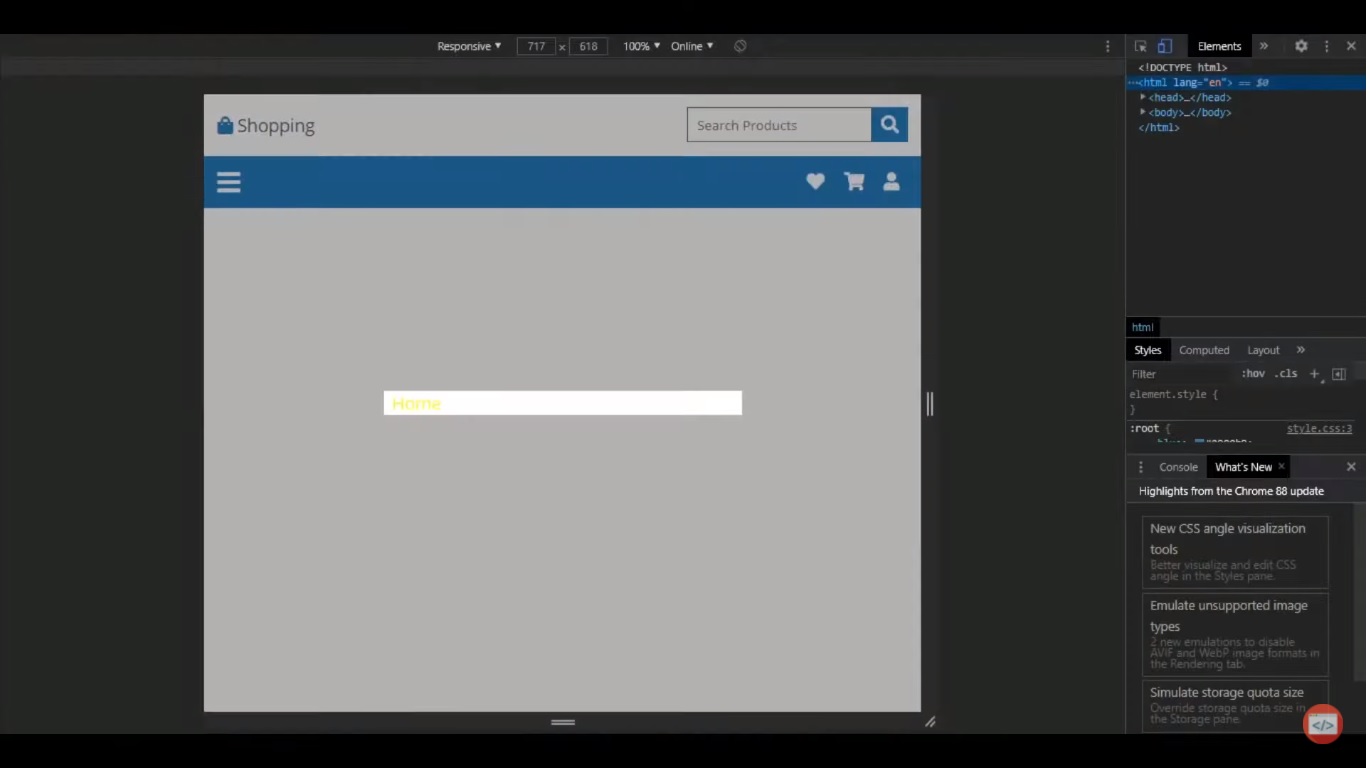 Responsive ▼ 717 x 618 100% ▼ Online ▼
Elements »
<!DOCTYPE html>
···<html lang="en"> == $0
<head>…</head>
<body>…</body>
</html>
Shopping
Search Products
Home
html
Styles Computed Layout »
Filter :hov .cls +
element.style {
}
:root { style.css:3
Console What's New ×
Highlights from the Chrome 88 update
New CSS angle visualization
tools
Better visualize and edit CSS
angle in the Styles pane.
Emulate unsupported image
types
2 new emulations to disable
AVIF and WebP image formats in
the Rendering tab.
Simulate storage quota size
Override storage quota size in
the Storage pane.
</>